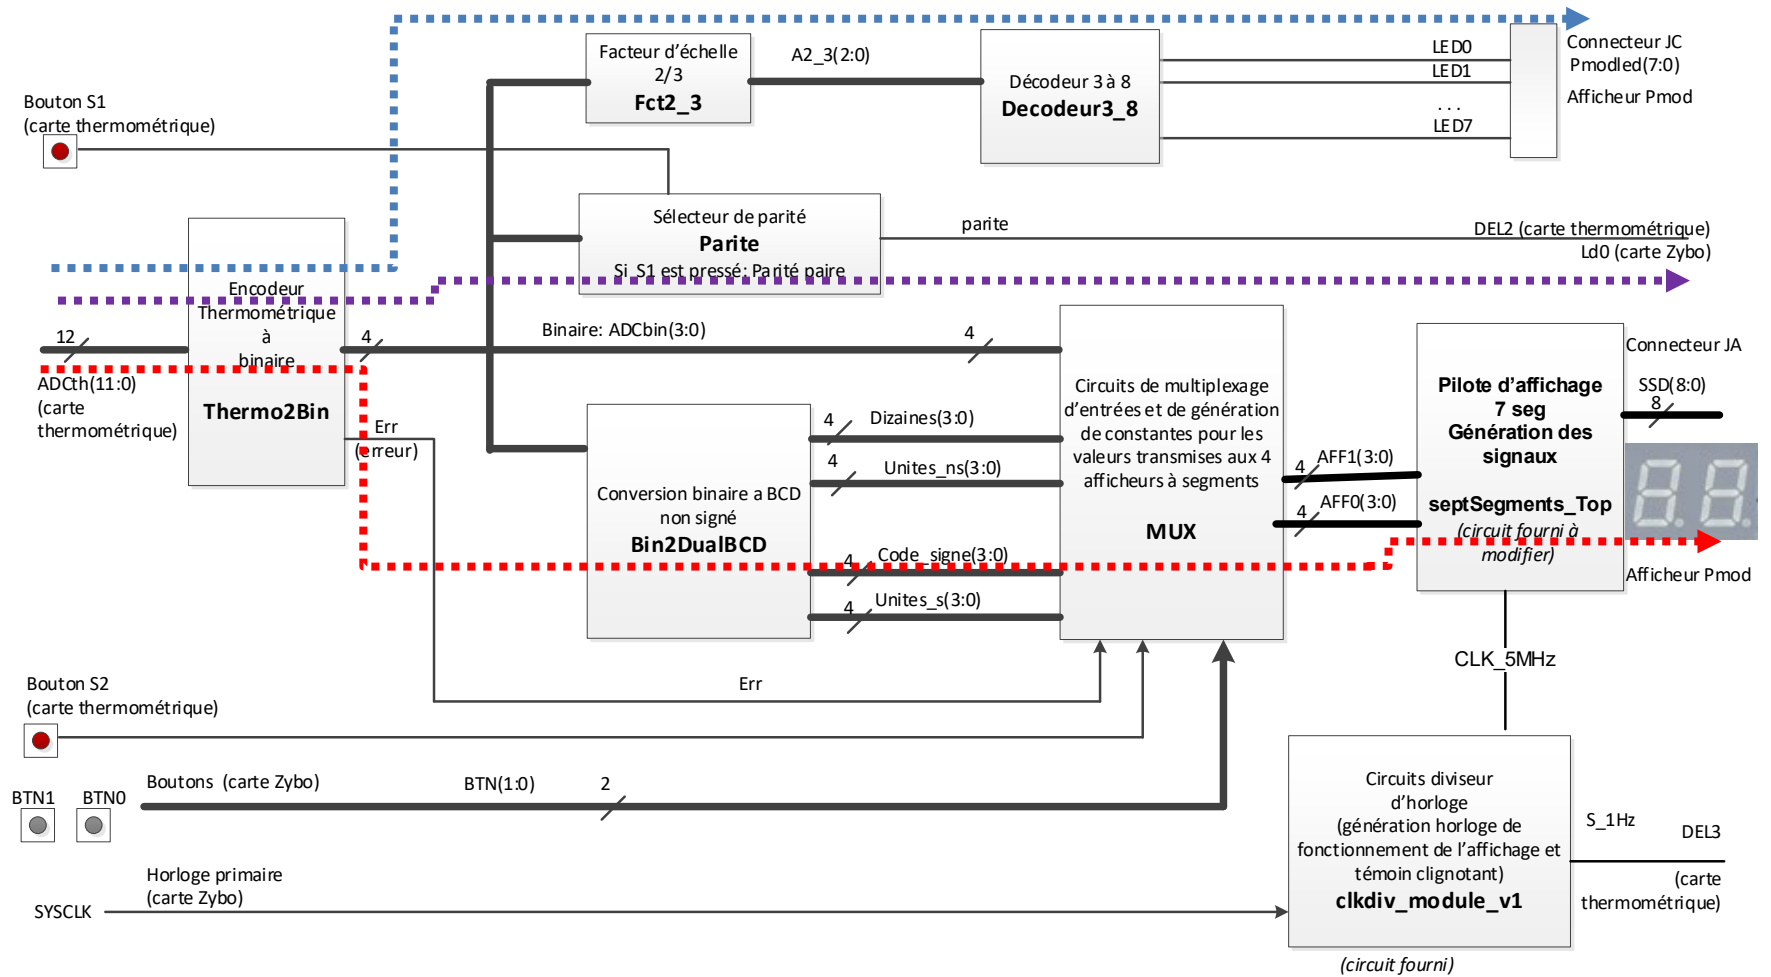 Facteur d'échelle
2/3
Fct2_3
A2_3(2:0)
Décodeur 3 à 8
Decodeur3_8
LED0
LED1
. . .
LED7
Connecteur JC
Pmodled(7:0)
Afficheur Pmod
Bouton S1
(carte thermométrique)
Sélecteur de parité
Parite
Si S1 est pressé: Parité paire
parite
DEL2 (carte thermométrique)
Ld0 (carte Zybo)
Encodeur
Thermométrique
à
binaire
Thermo2Bin
12
ADCth(11:0)
(carte
thermométrique)
4
Binaire: ADCbin(3:0)
4
Err
(erreur)
Conversion binaire a BCD
non signé
Bin2DualBCD
4
Dizaines(3:0)
4
Unites_ns(3:0)
4
Code_signe(3:0)
4
Unites_s(3:0)
Circuits de multiplexage
d'entrées et de génération
de constantes pour les
valeurs transmises aux 4
afficheurs à segments
MUX
4
AFF1(3:0)
4
AFF0(3:0)
Pilote d'affichage
7 seg
Génération des
signaux
septSegments_Top
(circuit fourni à
modifier)
Connecteur JA
SSD(8:0)
8
8.8.
Afficheur Pmod
CLK_5MHz
Err
Bouton S2
(carte thermométrique)
BTN1
BTN0
Boutons (carte Zybo)
BTN(1:0)
2
Horloge primaire
(carte Zybo)
SYSCLK
Circuits diviseur
d'horloge
(génération horloge de
fonctionnement de l'affichage et
témoin clignotant)
clkdiv_module_v1
(circuit fourni)
S_1Hz
DEL3
(carte
thermométrique)